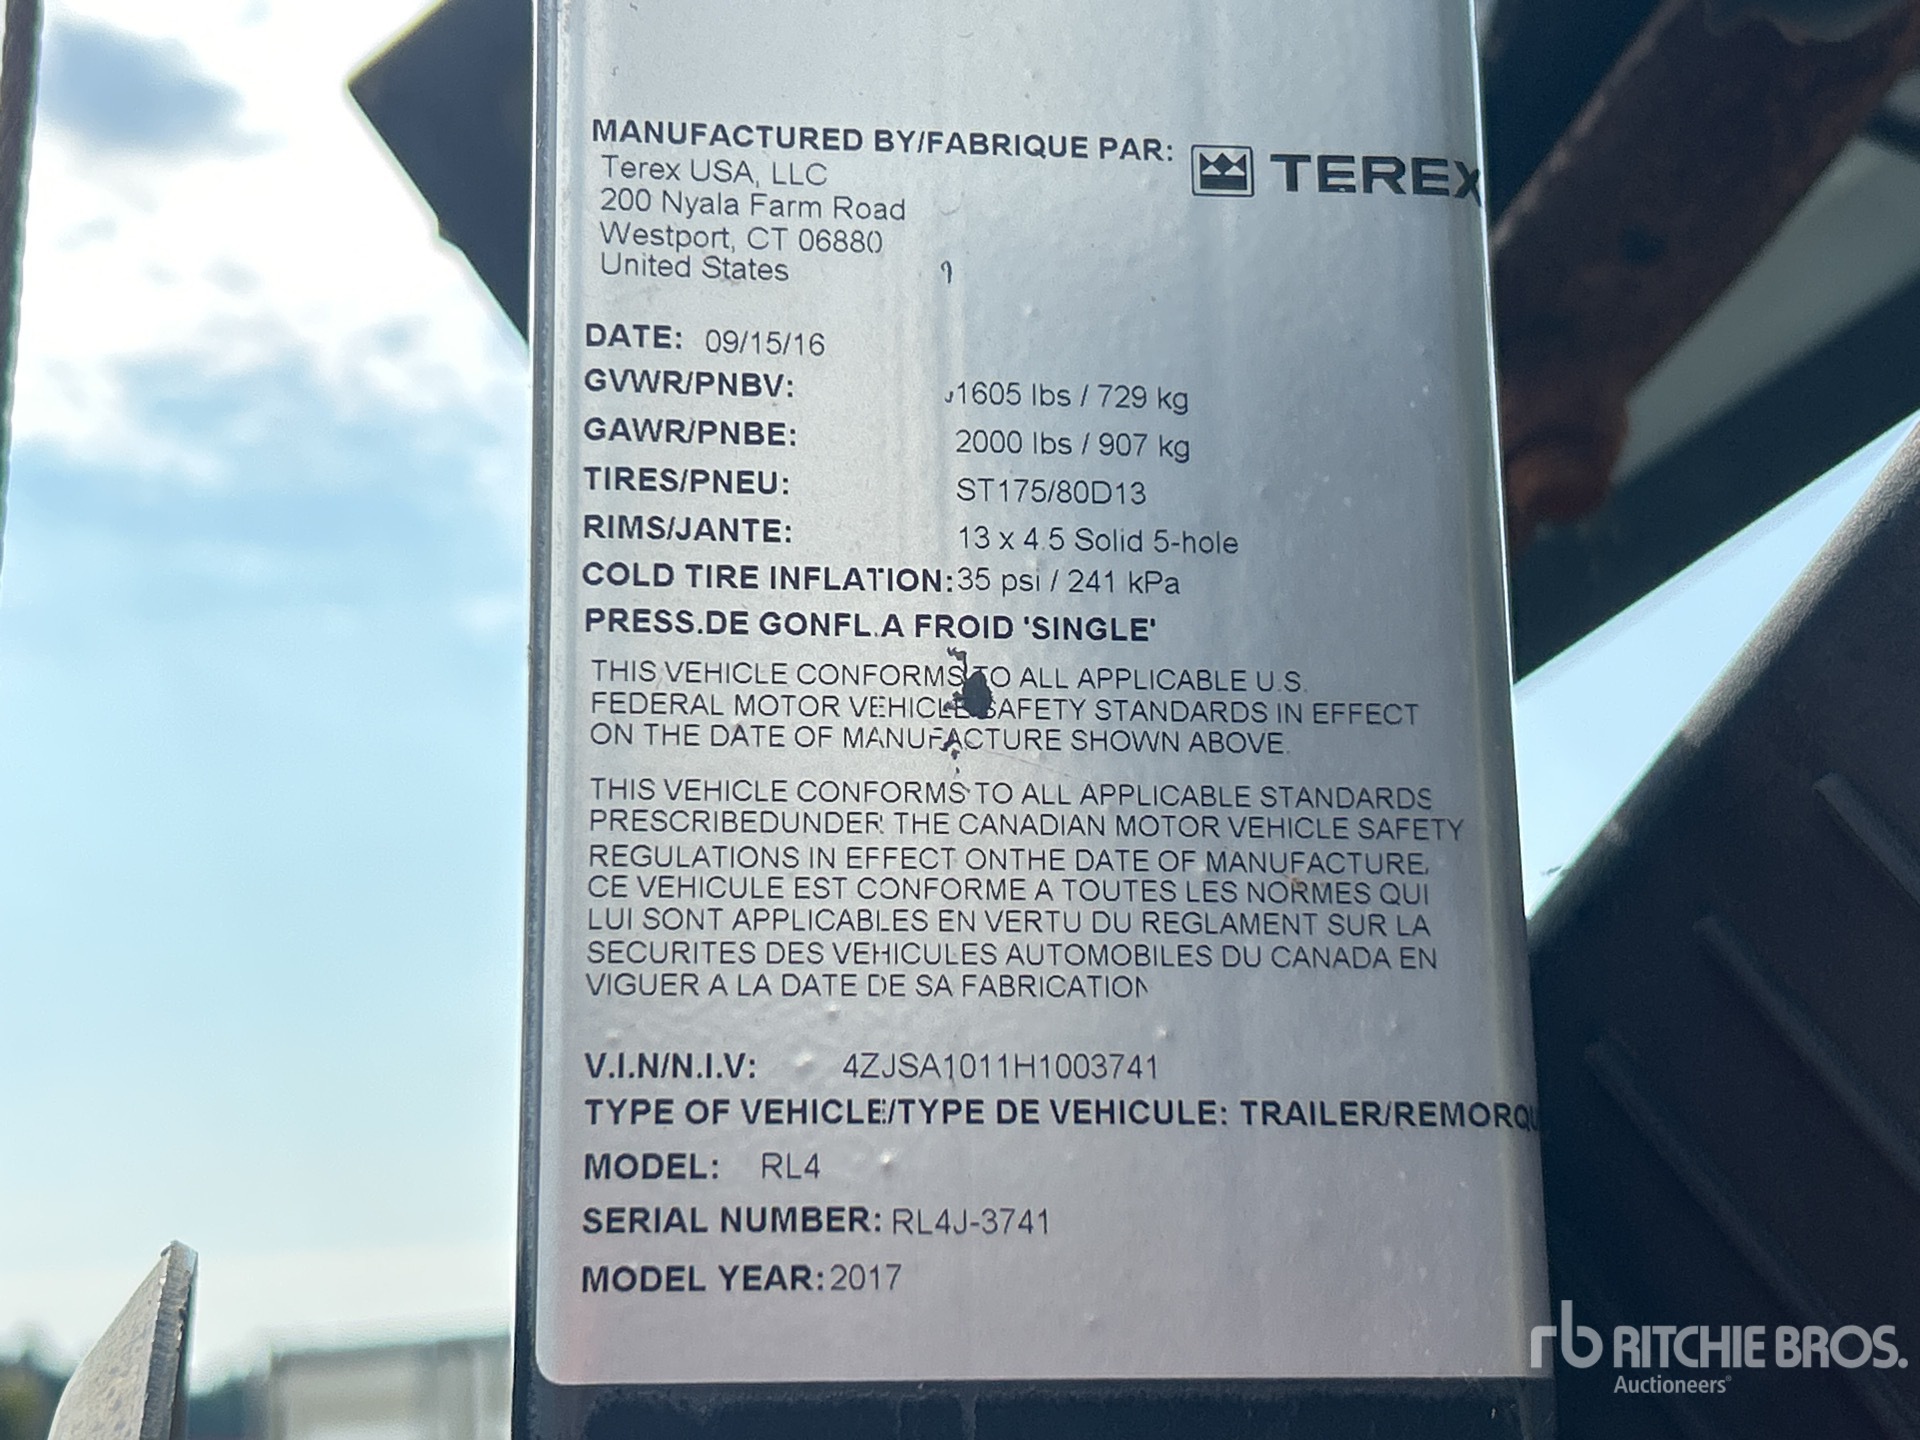 MANUFACTURED BY/FABRIQUE PAR: TEREX
Terex USA, LLC
200 Nyala Farm Road
Westport, CT 06880
United States
DATE: 09/15/16
GVWR/PNBV: 1605 lbs / 729 kg
GAWR/PNBE: 2000 lbs / 907 kg
TIRES/PNEU: ST175/80D13
RIMS/JANTE: 13 x 4.5 Solid 5-hole
COLD TIRE INFLATION: 35 psi / 241 kPa
PRESS.DE GONFL.A FROID 'SINGLE'
THIS VEHICLE CONFORMS TO ALL APPLICABLE U.S.
FEDERAL MOTOR VEHICLE SAFETY STANDARDS IN EFFECT
ON THE DATE OF MANUFACTURE SHOWN ABOVE.
THIS VEHICLE CONFORMS TO ALL APPLICABLE STANDARDS
PRESCRIBEDUNDER THE CANADIAN MOTOR VEHICLE SAFETY
REGULATIONS IN EFFECT ONTHE DATE OF MANUFACTURE.
CE VEHICULE EST CONFORME A TOUTES LES NORMES QUI
LUI SONT APPLICABLES EN VERTU DU REGLAMENT SUR LA
SECURITES DES VEHICULES AUTOMOBILES DU CANADA EN
VIGUER A LA DATE DE SA FABRICATION
V.I.N/N.I.V: 4ZJSA1011H1003741
TYPE OF VEHICLE/TYPE DE VEHICULE: TRAILER/REMORQU
MODEL: RL4
SERIAL NUMBER: RL4J-3741
MODEL YEAR: 2017
rb RITCHIE BROS.
Auctioneers